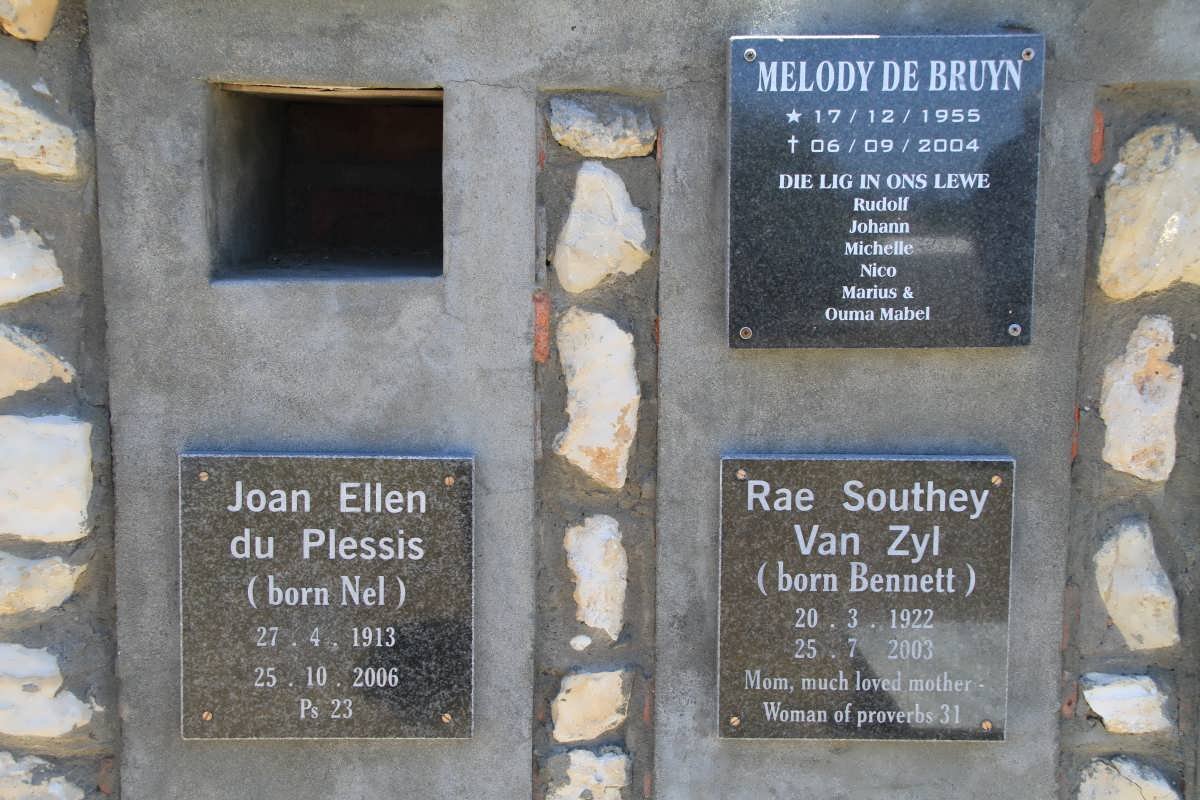 MELODY DE BRUYN
★ 17 / 12 / 1955
✝ 06 / 09 / 2004
DIE LIG IN ONS LEWE
Rudolf
Johann
Michelle
Nico
Marius &
Ouma Mabel
Joan Ellen
du Plessis
( born Nel )
27 . 4 . 1913
25 . 10 . 2006
Ps 23
Rae Southey
Van Zyl
( born Bennett )
20 . 3 . 1922
25 . 7 . 2003
Mom, much loved mother -
Woman of proverbs 31